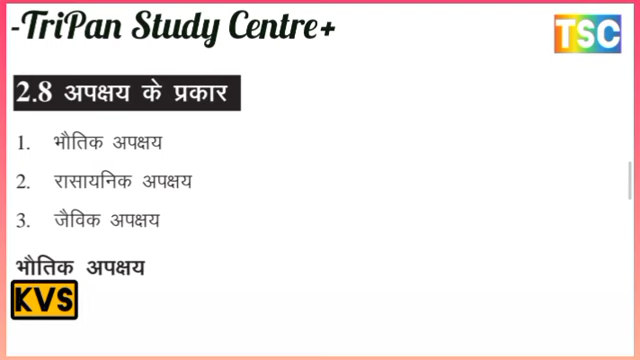 -TriPan Study Centre+
TSC
2.8 अपक्षय के प्रकार
1. भौतिक अपक्षय
2. रासायनिक अपक्षय
3. जैविक अपक्षय
भौतिक अपक्षय
KVS